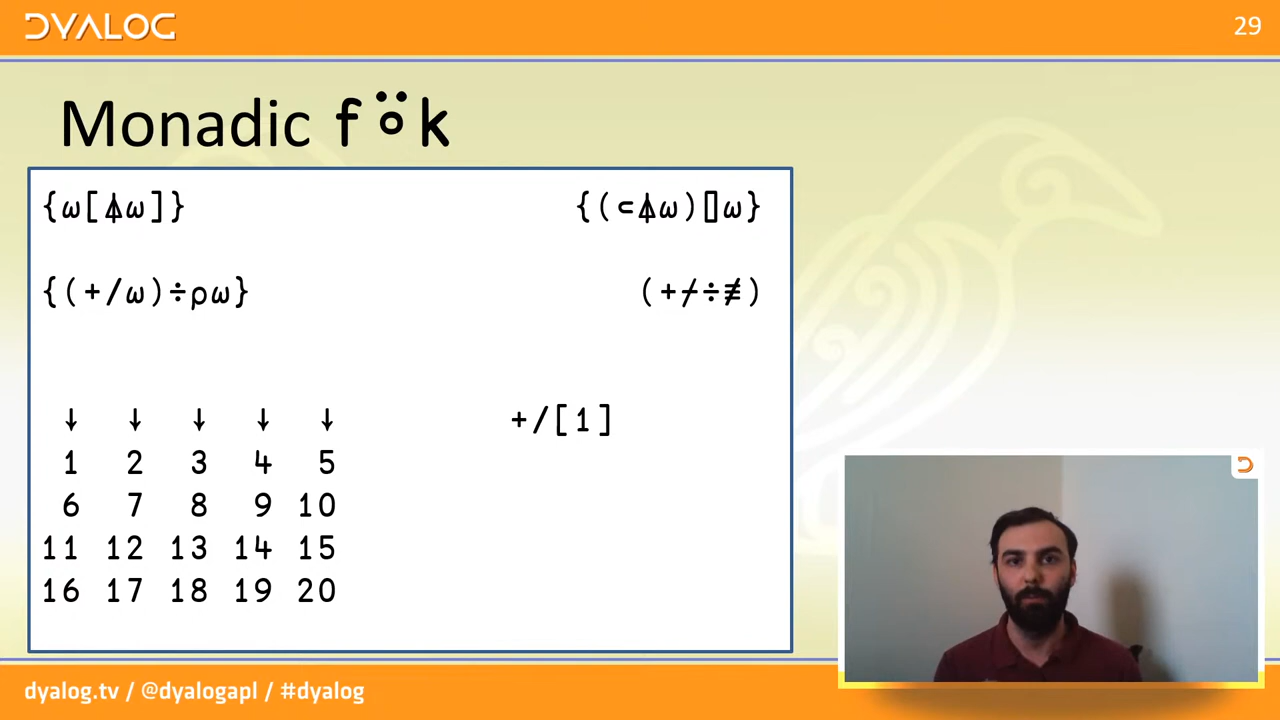 DYALOG
29
Monadic f⍤k
{⍵[⍋⍵]} {(⊂⍋⍵)⌷⍵}
{(+/⍵)÷⍴⍵} (+⌿÷≢)
↓ ↓ ↓ ↓ ↓ +/[1]
1 2 3 4 5
6 7 8 9 10
11 12 13 14 15
16 17 18 19 20
dyalog.tv / @dyalogapl / #dyalog